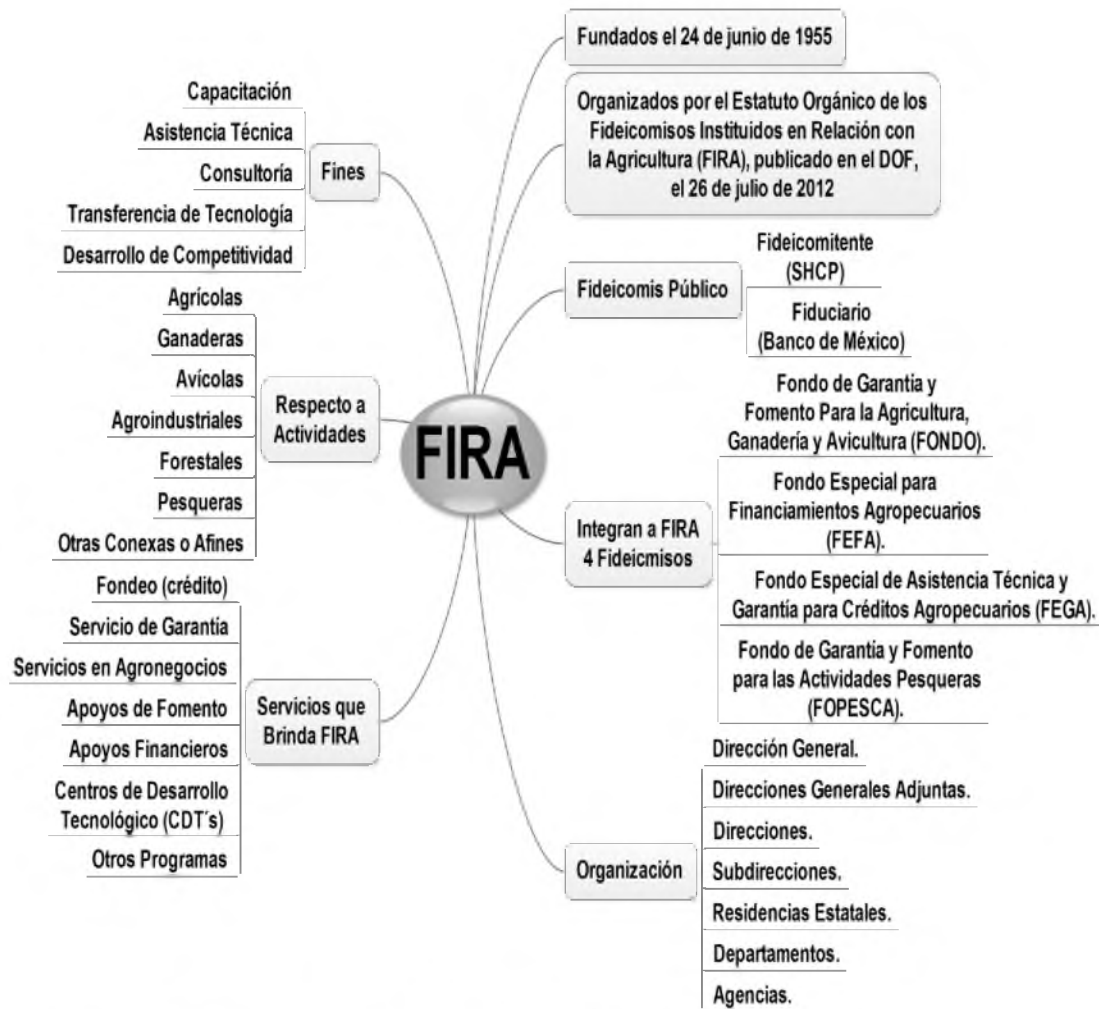 FIRA
Fundados el 24 de junio de 1955
Organizados por el Estatuto Orgánico de los
Fideicomisos Instituidos en Relación con
la Agricultura (FIRA), publicado en el DOF,
el 26 de julio de 2012
Fideicomis Público
Fideicomitente
(SHCP)
Fiduciario
(Banco de México)
Integran a FIRA
4 Fideicmisos
Fondo de Garantía y
Fomento Para la Agricultura,
Ganadería y Avicultura (FONDO).
Fondo Especial para
Financiamientos Agropecuarios
(FEFA).
Fondo Especial de Asistencia Técnica y
Garantía para Créditos Agropecuarios (FEGA).
Fondo de Garantía y Fomento
para las Actividades Pesqueras
(FOPESCA).
Organización
Dirección General.
Direcciones Generales Adjuntas.
Direcciones.
Subdirecciones.
Residencias Estatales.
Departamentos.
Agencias.
Fines
Capacitación
Asistencia Técnica
Consultoría
Transferencia de Tecnología
Desarrollo de Competitividad
Respecto a
Actividades
Agrícolas
Ganaderas
Avícolas
Agroindustriales
Forestales
Pesqueras
Otras Conexas o Afines
Servicios que
Brinda FIRA
Fondeo (crédito)
Servicio de Garantía
Servicios en Agronegocios
Apoyos de Fomento
Apoyos Financieros
Centros de Desarrollo
Tecnológico (CDT´s)
Otros Programas